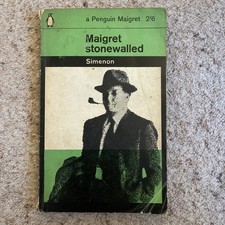 a Penguin Maigret 2'6
Maigret
stonewalled
Simenon